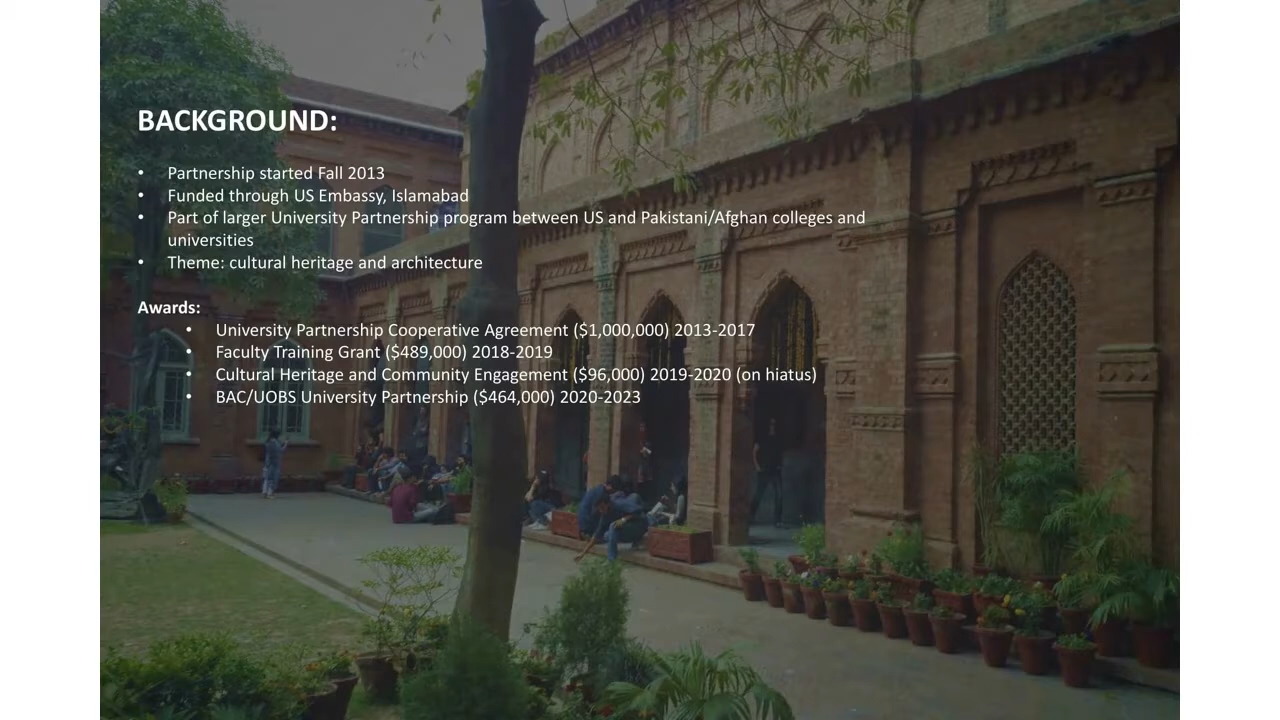 BACKGROUND:
• Partnership started Fall 2013
• Funded through US Embassy, Islamabad
• Part of larger University Partnership program between US and Pakistani/Afghan colleges and
universities
• Theme: cultural heritage and architecture
Awards:
• University Partnership Cooperative Agreement ($1,000,000) 2013-2017
• Faculty Training Grant ($489,000) 2018-2019
• Cultural Heritage and Community Engagement ($96,000) 2019-2020 (on hiatus)
• BAC/UOBS University Partnership ($464,000) 2020-2023